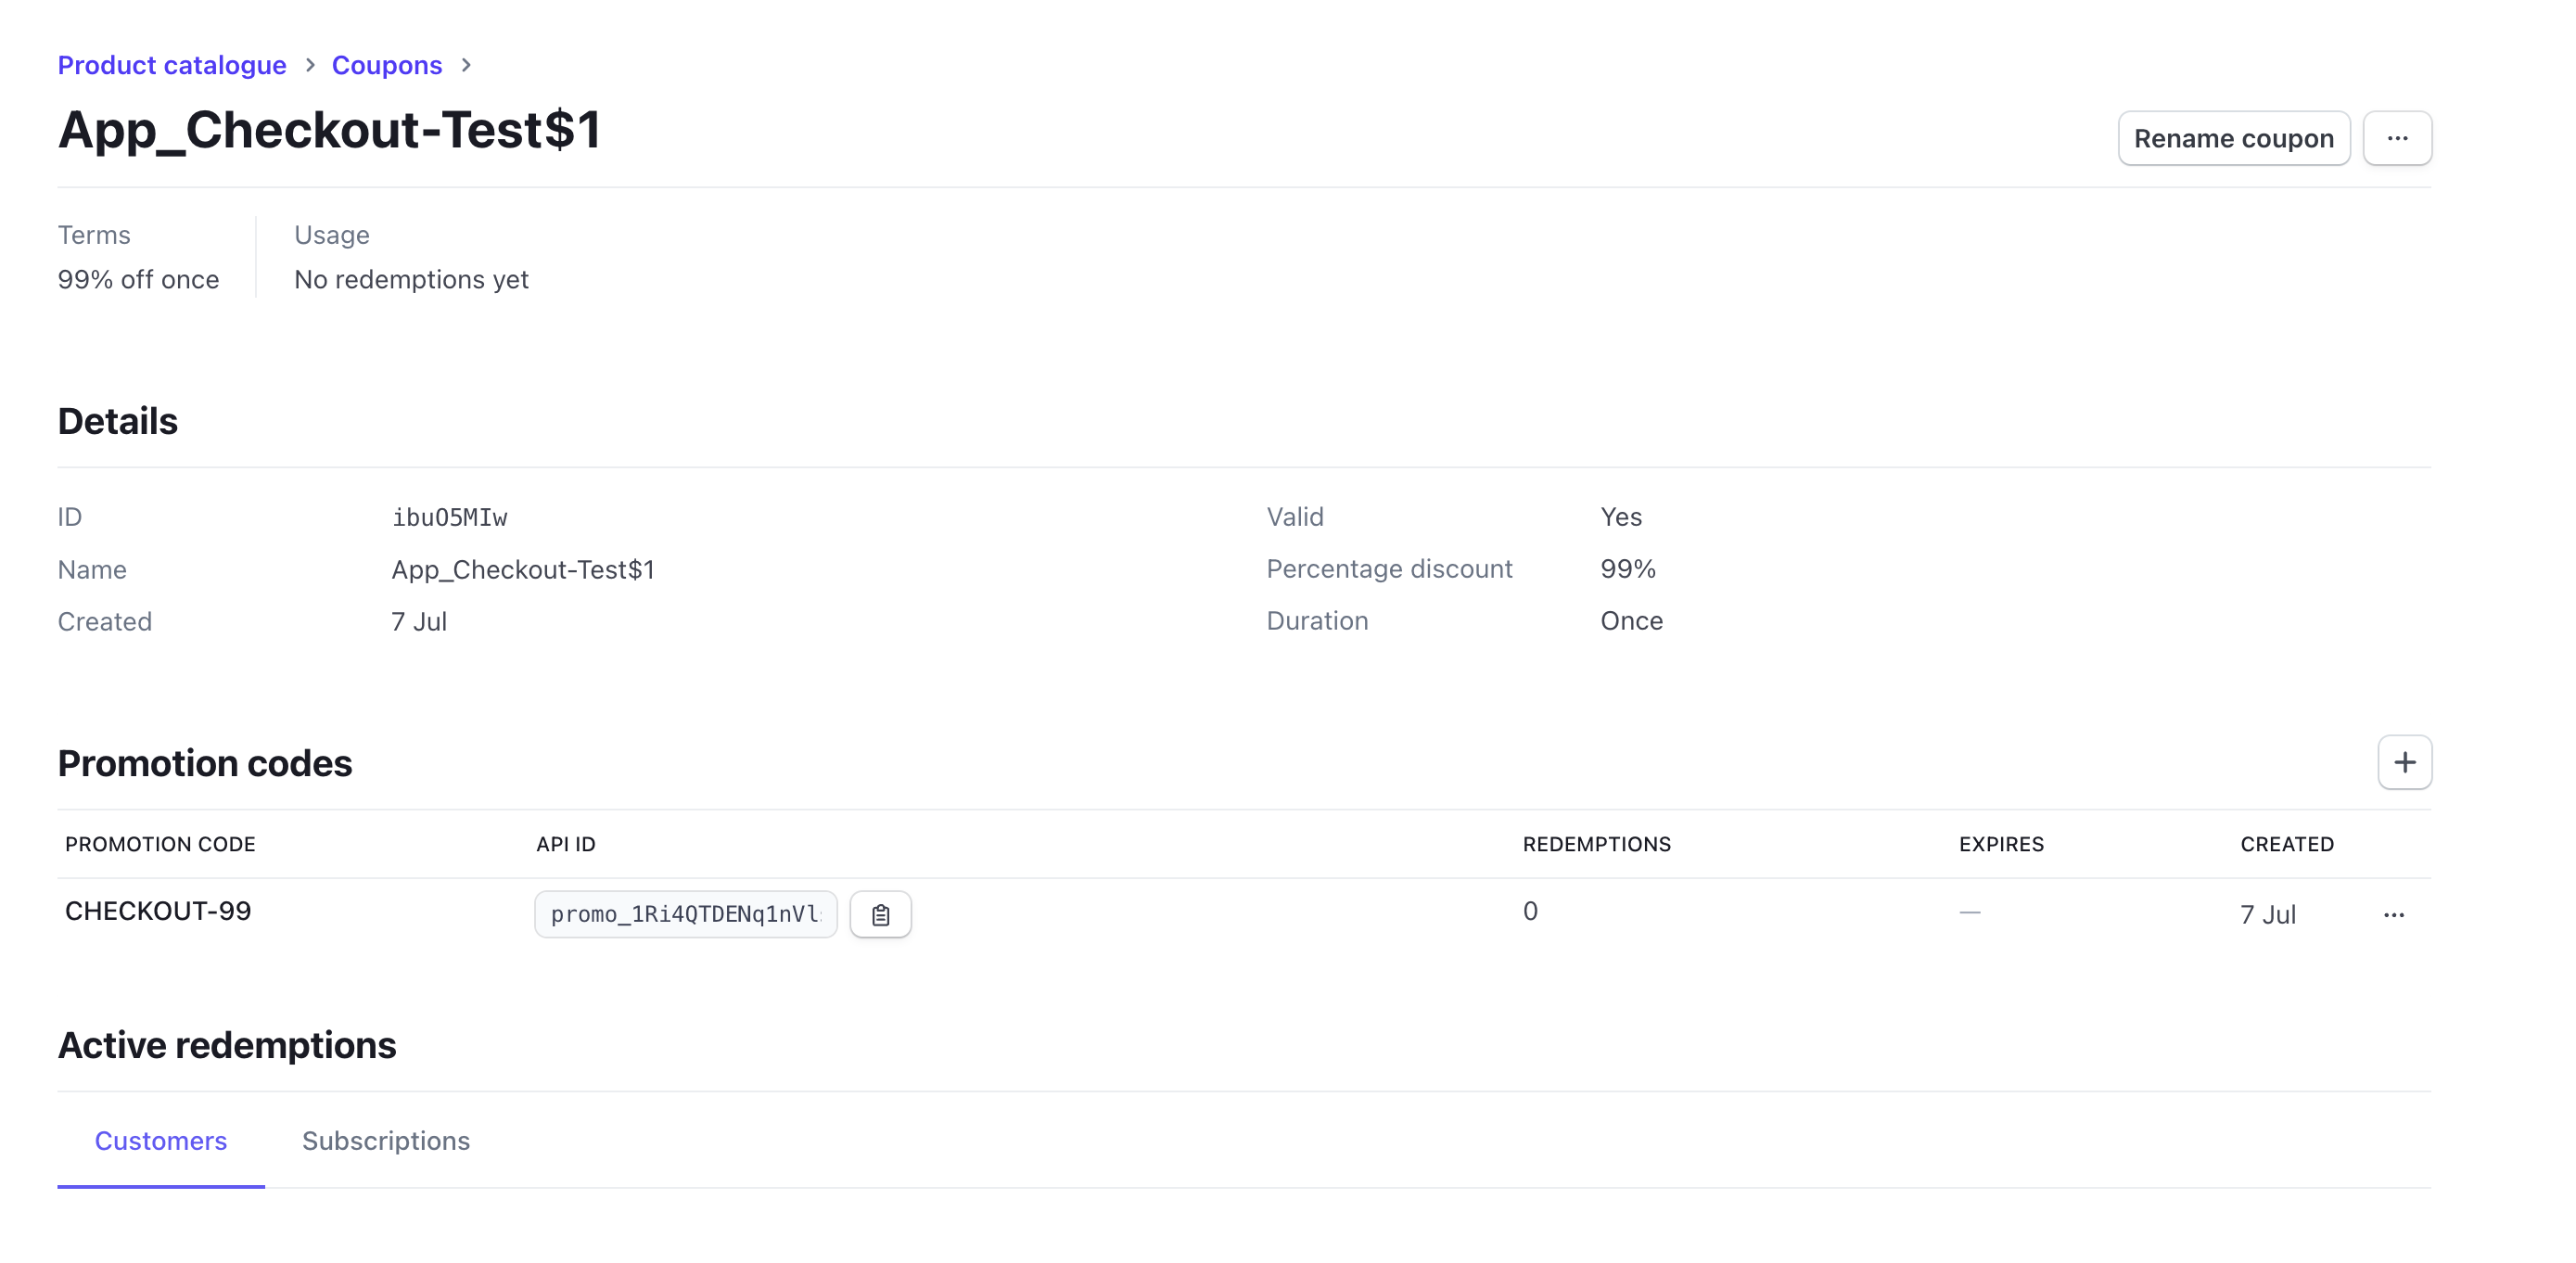 Product catalogue > Coupons >
App_Checkout-Test$1
Rename coupon ...
Terms Usage
99% off once No redemptions yet
Details
ID ibuO5MIw Valid Yes
Name App_Checkout-Test$1 Percentage discount 99%
Created 7 Jul Duration Once
Promotion codes +
PROMOTION CODE API ID REDEMPTIONS EXPIRES CREATED
CHECKOUT-99 promo_1Ri4QTDENq1nVl 0 — 7 Jul ...
Active redemptions
Customers Subscriptions